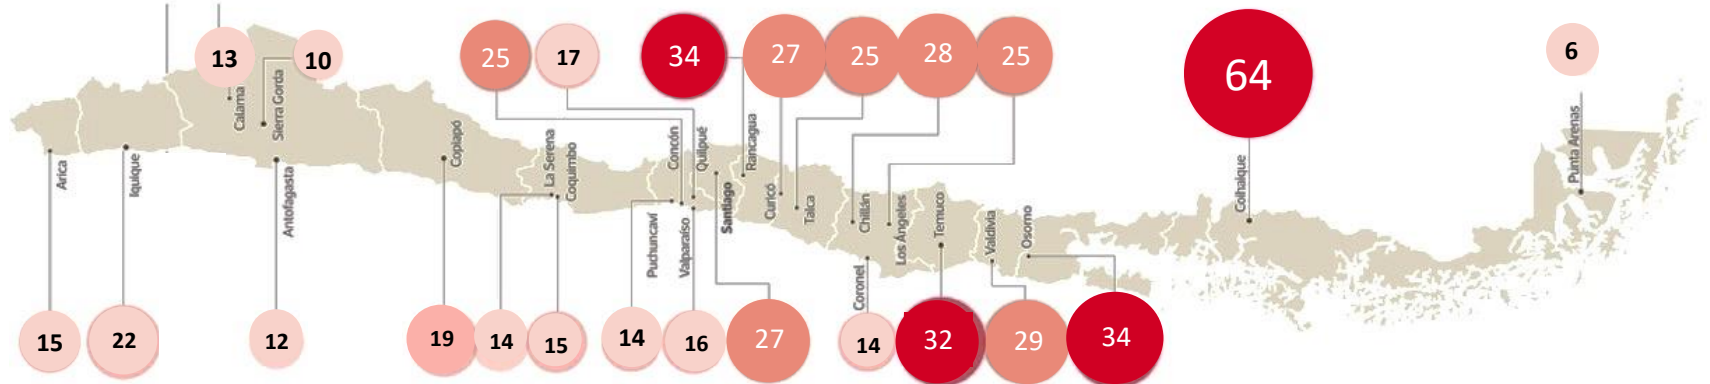 13
10
25
17
34
27
25
28
25
64
6
Arica
Iquique
Calama
Sierra Gorda
Antofagasta
Copiapó
La Serena
Coquimbo
Puchuncaví
Concón
Valparaíso
Quilpué
Santiago
Rancagua
Curicó
Talca
Chillán
Coronel
Los Ángeles
Temuco
Valdivia
Osorno
Coihaique
Punta Arenas
15
22
12
19
14
15
14
16
27
14
32
29
34